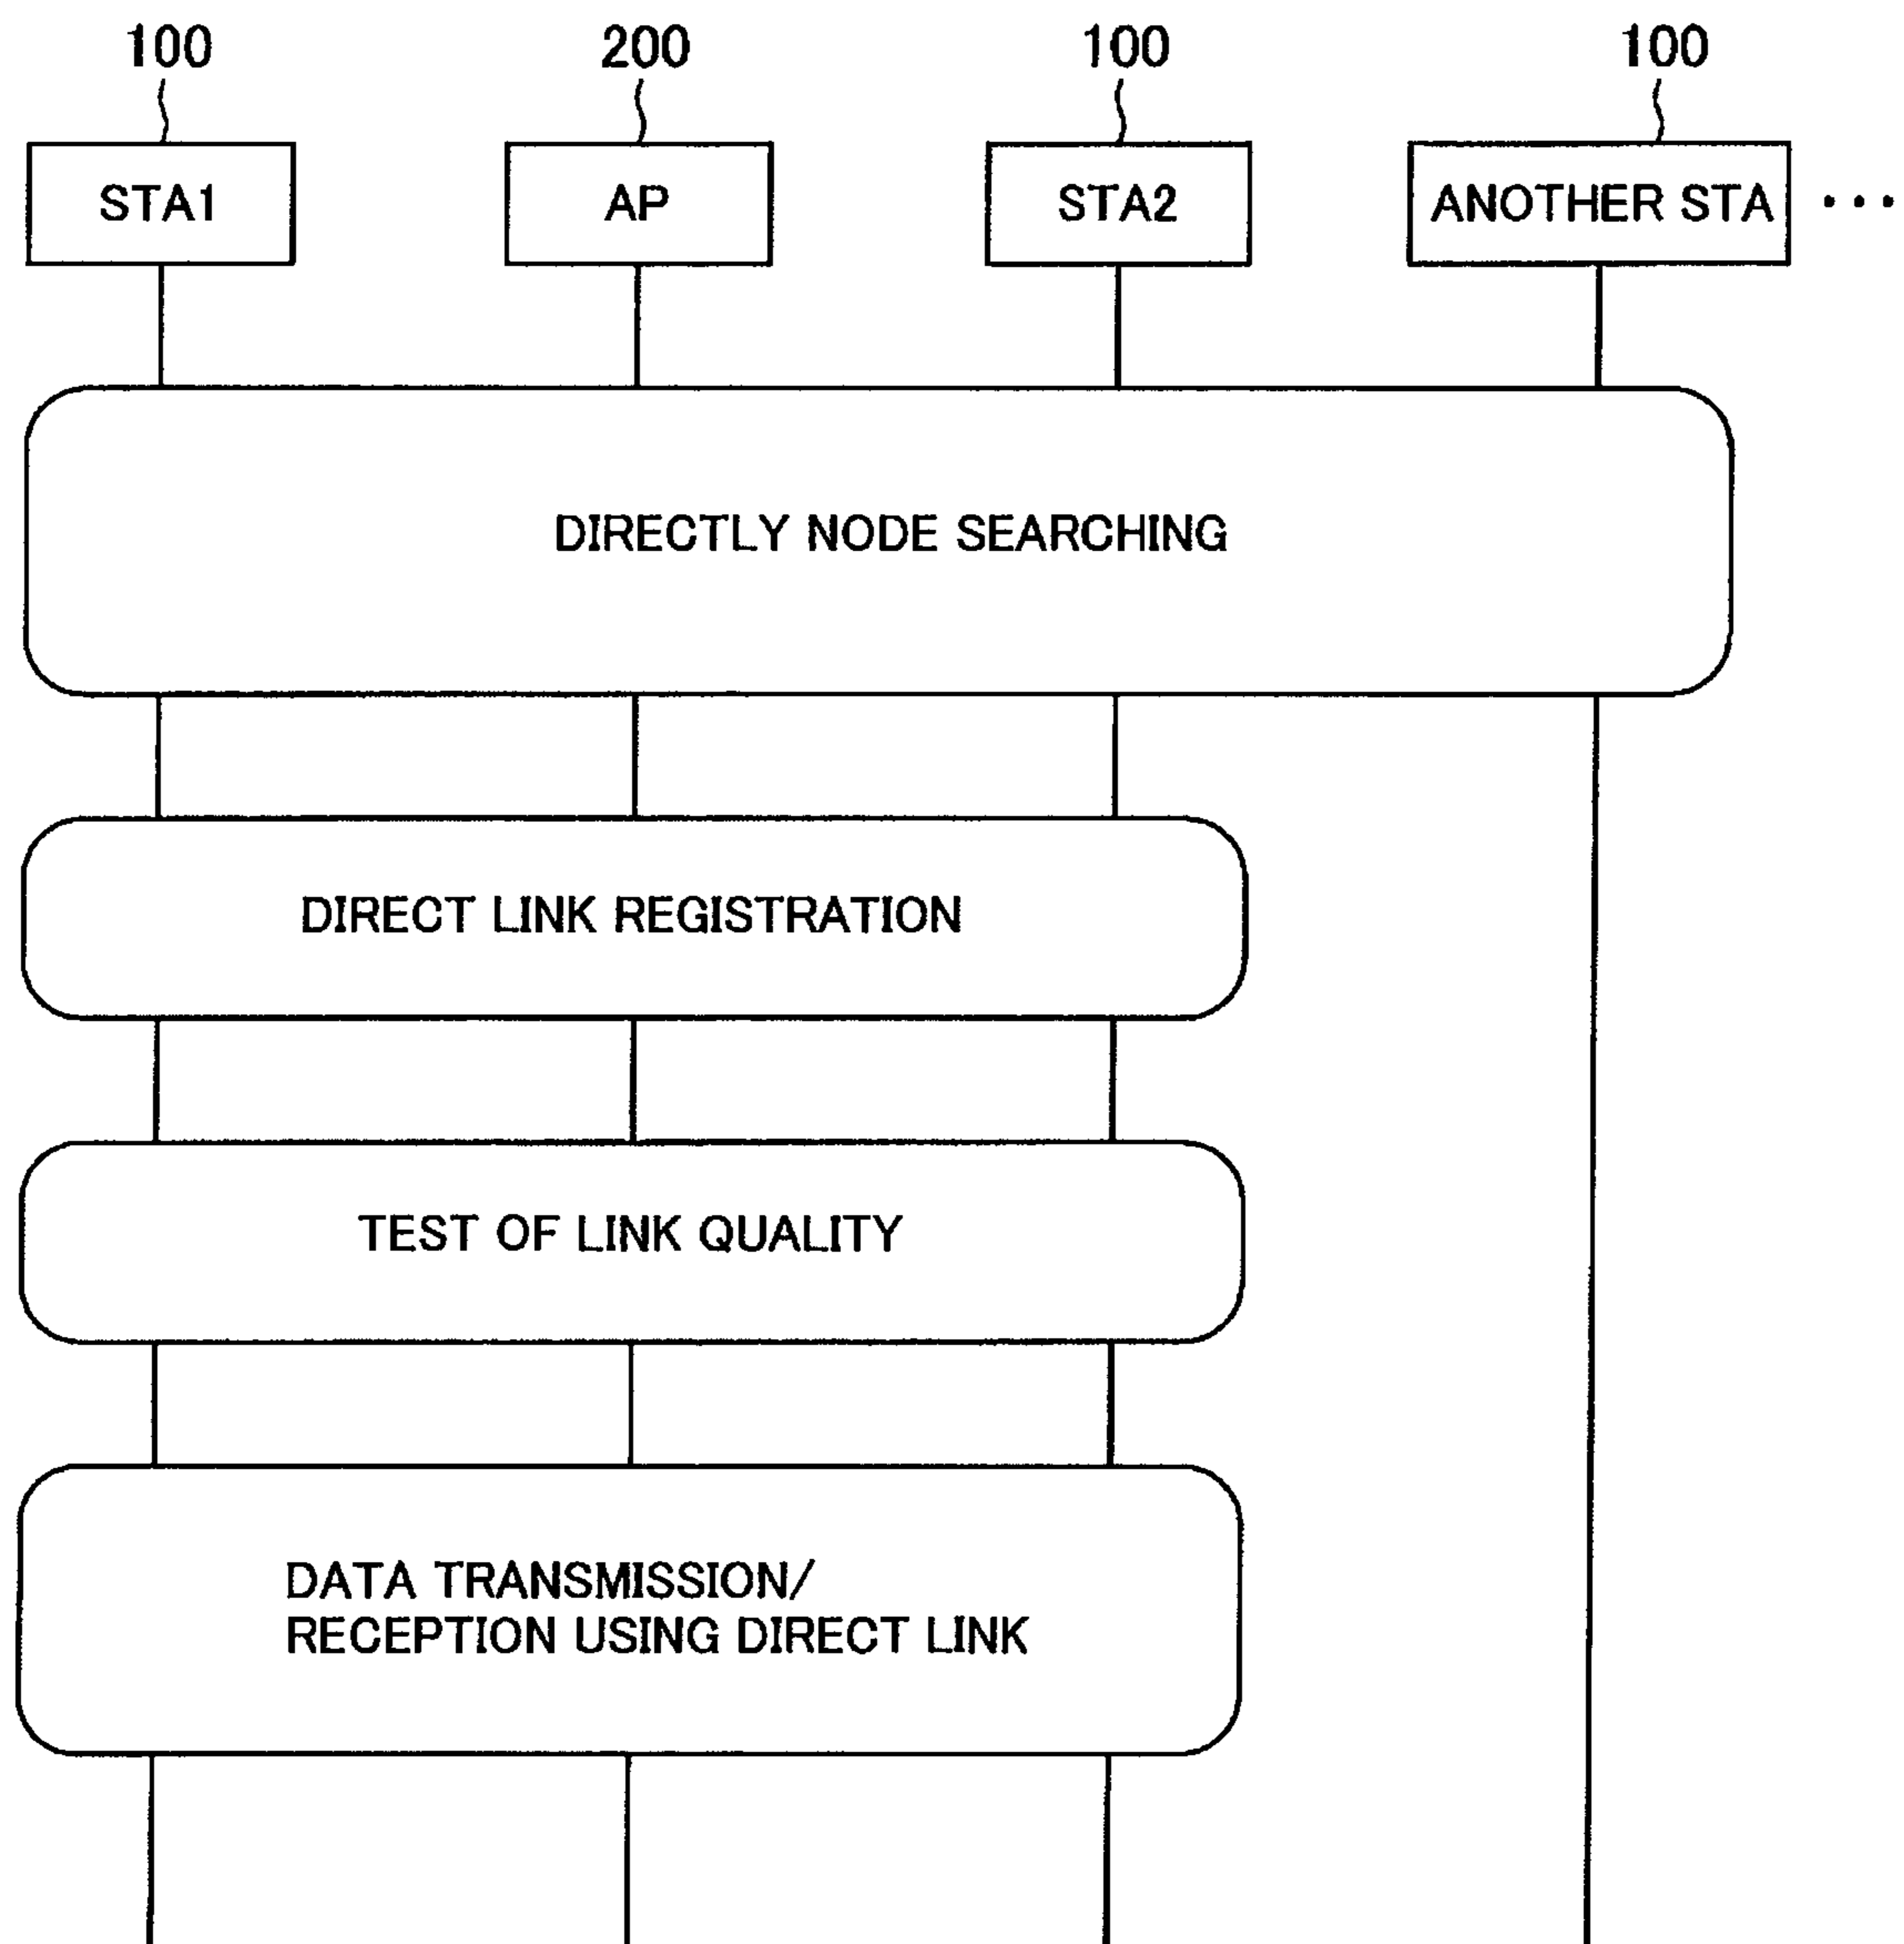 100 200 100 100
STA1 AP STA2 ANOTHER STA ...
DIRECTLY NODE SEARCHING
DIRECT LINK REGISTRATION
TEST OF LINK QUALITY
DATA TRANSMISSION/
RECEPTION USING DIRECT LINK